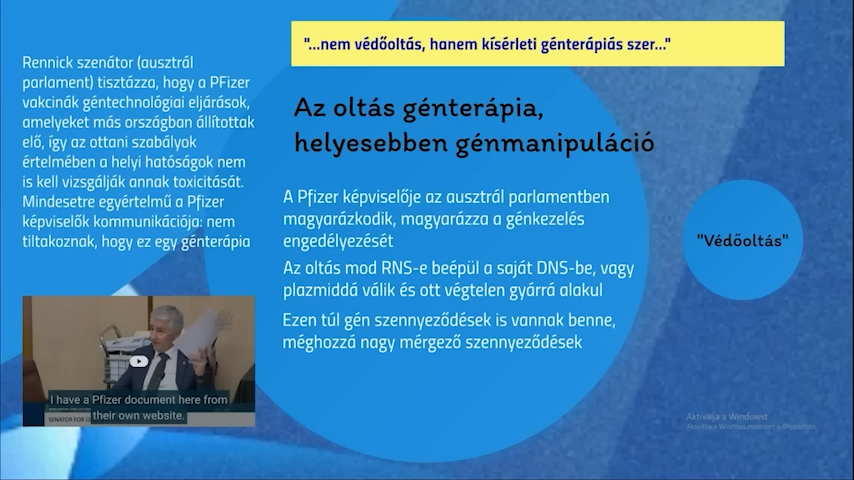 "...nem védőoltás, hanem kísérleti génterápiás szer..."
Rennick szenátor (ausztrál
parlament) tisztázza, hogy a PFizer
vakcinák géntechnológiai eljárások,
amelyeket más országban állítottak
elő, így az ottani szabályok
értelmében a helyi hatóságok nem
is kell vizsgálják annak toxicitását.
Mindesetre egyértelmű a Pfizer
képviselők kommunikációja: nem
tiltakoznak, hogy ez egy génterápia
Az oltás génterápia,
helyesebben génmanipuláció
A Pfizer képviselője az ausztrál parlamentben
magyarázkodik, magyarázza a génkezelés
engedélyezését
Az oltás mod RNS-e beépül a saját DNS-be, vagy
plazmiddá válik és ott végtelen gyárrá alakul
Ezen túl gén szennyeződések is vannak benne,
méghozzá nagy mérgező szennyeződések
"Védőoltás"
I have a Pfizer document here from
their own website.
SENATOR FOR
Aktiválja a Windowst